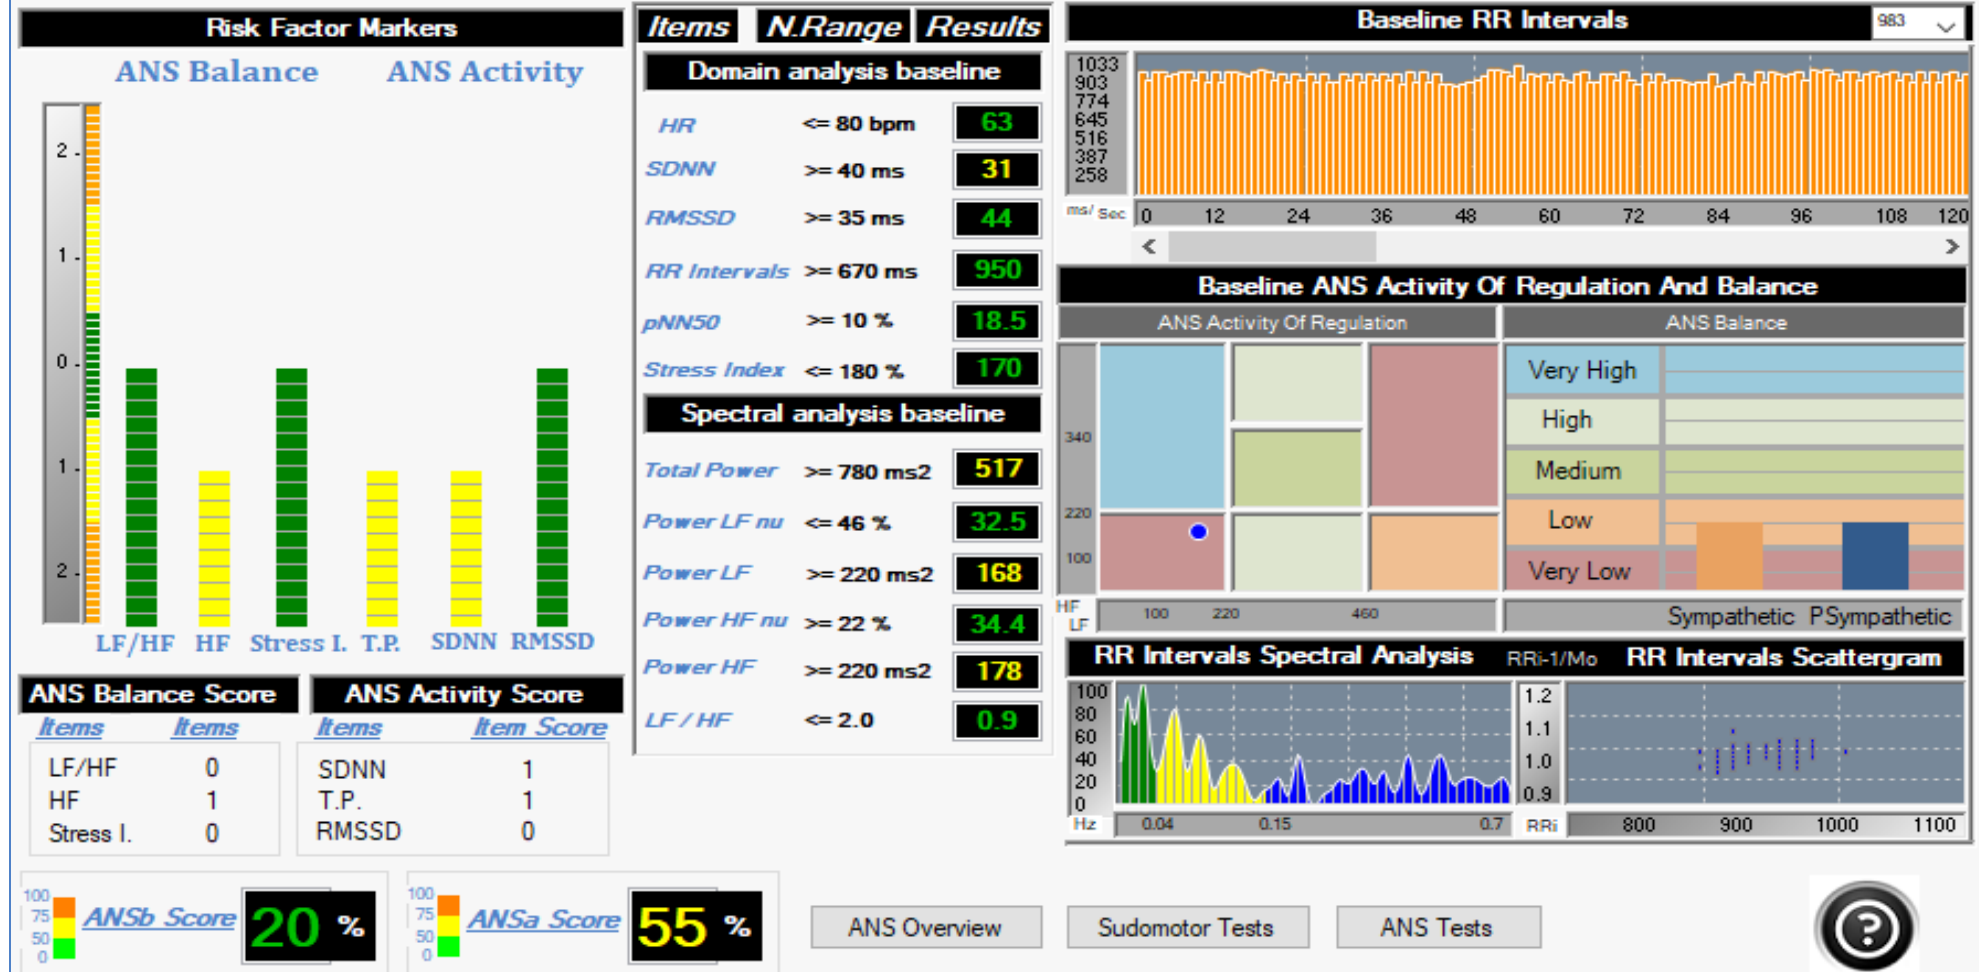 Risk Factor Markers
ANS Balance ANS Activity
2
1
0
1
2
LF/HF HF Stress I. T.P. SDNN RMSSD
ANS Balance Score
Items Items
LF/HF 0
HF 1
Stress I. 0
ANS Activity Score
Items Item Score
SDNN 1
T.P. 1
RMSSD 0
100
75
50
0
ANSb Score 20 %
100
75
50
0
ANSa Score 55 %
Items N.Range Results
Domain analysis baseline
HR <= 80 bpm 63
SDNN >= 40 ms 31
RMSSD >= 35 ms 44
RR Intervals >= 670 ms 950
pNN50 >= 10 % 18.5
Stress Index <= 180 % 170
Spectral analysis baseline
Total Power >= 780 ms2 517
Power LF nu <= 46 % 32.5
Power LF >= 220 ms2 168
Power HF nu >= 22 % 34.4
Power HF >= 220 ms2 178
LF / HF <= 2.0 0.9
Baseline RR Intervals 983
1033
903
774
645
516
387
258
ms/ Sec 0 12 24 36 48 60 72 84 96 108 120
Baseline ANS Activity Of Regulation And Balance
ANS Activity Of Regulation
340
220
100
HF
LF
100 220 460
ANS Balance
Very High
High
Medium
Low
Very Low
Sympathetic PSympathetic
RR Intervals Spectral Analysis
100
80
60
40
20
0
Hz 0.04 0.15 0.7
RRi-1/Mo RR Intervals Scattergram
1.2
1.1
1.0
0.9
RRi 800 900 1000 1100
ANS Overview
Sudomotor Tests
ANS Tests
?